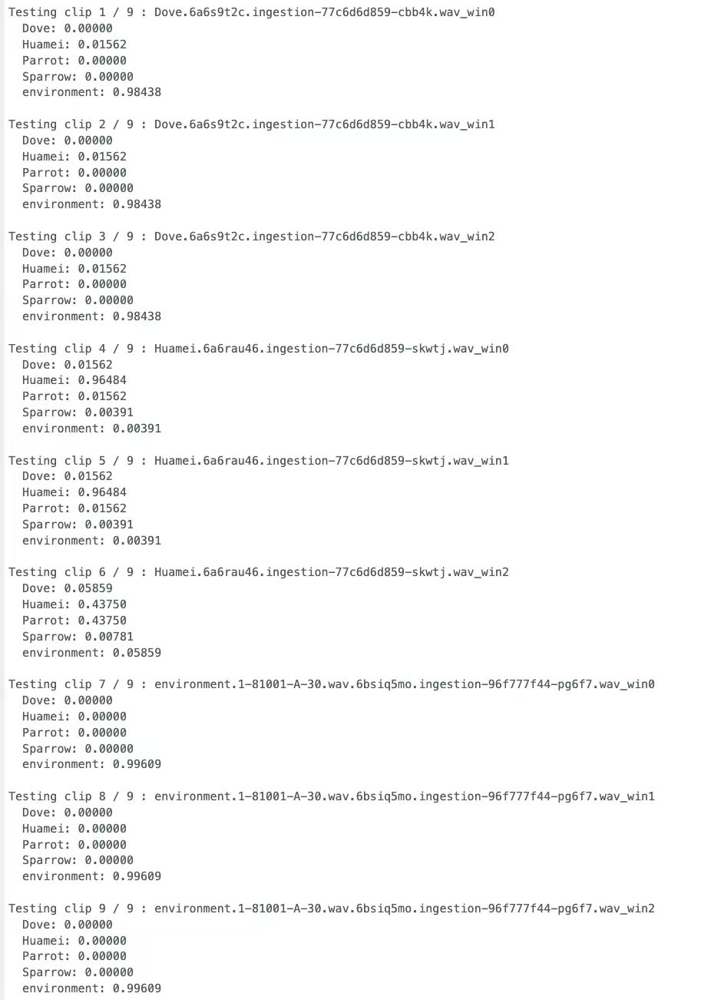 Testing clip 1 / 9 : Dove.6a6s9t2c.ingestion-77c6d6d859-cbb4k.wav_win0
Dove: 0.00000
Huamei: 0.01562
Parrot: 0.00000
Sparrow: 0.00000
environment: 0.98438
Testing clip 2 / 9 : Dove.6a6s9t2c.ingestion-77c6d6d859-cbb4k.wav_win1
Dove: 0.00000
Huamei: 0.01562
Parrot: 0.00000
Sparrow: 0.00000
environment: 0.98438
Testing clip 3 / 9 : Dove.6a6s9t2c.ingestion-77c6d6d859-cbb4k.wav_win2
Dove: 0.00000
Huamei: 0.01562
Parrot: 0.00000
Sparrow: 0.00000
environment: 0.98438
Testing clip 4 / 9 : Huamei.6a6rau46.ingestion-77c6d6d859-skwtj.wav_win0
Dove: 0.01562
Huamei: 0.96484
Parrot: 0.01562
Sparrow: 0.00391
environment: 0.00391
Testing clip 5 / 9 : Huamei.6a6rau46.ingestion-77c6d6d859-skwtj.wav_win1
Dove: 0.01562
Huamei: 0.96484
Parrot: 0.01562
Sparrow: 0.00391
environment: 0.00391
Testing clip 6 / 9 : Huamei.6a6rau46.ingestion-77c6d6d859-skwtj.wav_win2
Dove: 0.05859
Huamei: 0.43750
Parrot: 0.43750
Sparrow: 0.00781
environment: 0.05859
Testing clip 7 / 9 : environment.1-81001-A-30.wav.6bsiq5mo.ingestion-96f777f44-pg6f7.wav_win0
Dove: 0.00000
Huamei: 0.00000
Parrot: 0.00000
Sparrow: 0.00000
environment: 0.99609
Testing clip 8 / 9 : environment.1-81001-A-30.wav.6bsiq5mo.ingestion-96f777f44-pg6f7.wav_win1
Dove: 0.00000
Huamei: 0.00000
Parrot: 0.00000
Sparrow: 0.00000
environment: 0.99609
Testing clip 9 / 9 : environment.1-81001-A-30.wav.6bsiq5mo.ingestion-96f777f44-pg6f7.wav_win2
Dove: 0.00000
Huamei: 0.00000
Parrot: 0.00000
Sparrow: 0.00000
environment: 0.99609